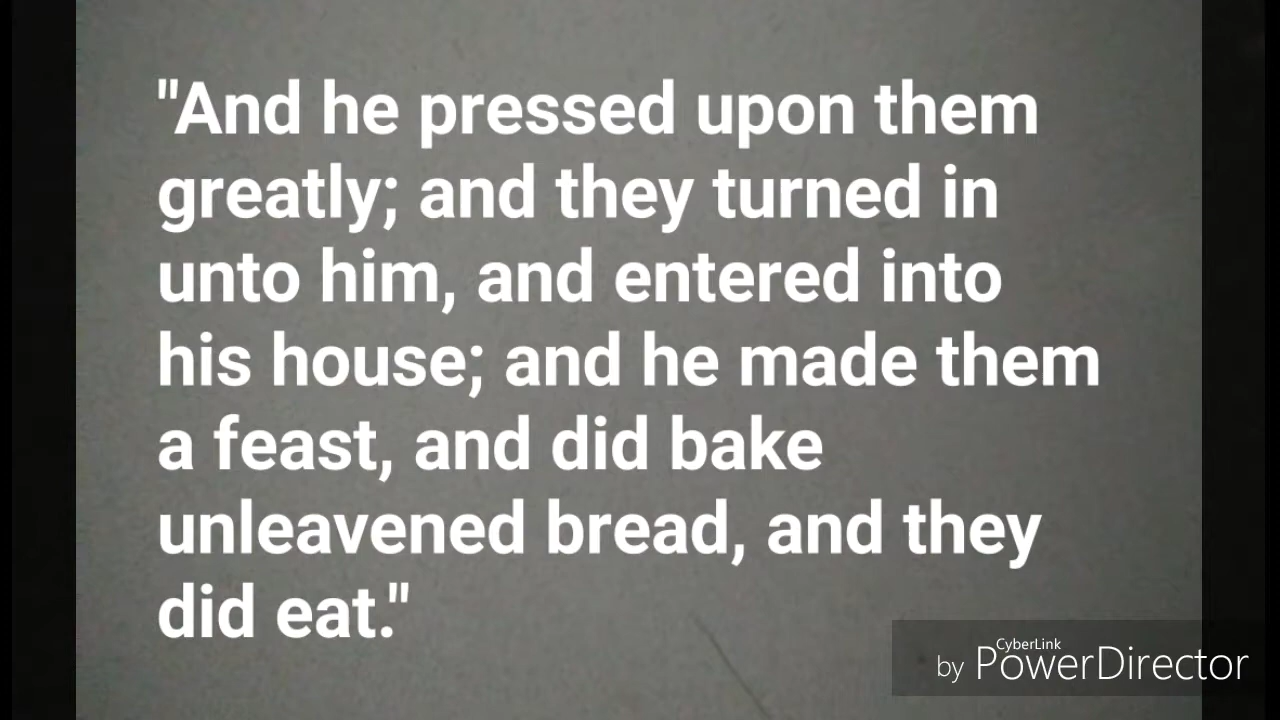 "And he pressed upon them
greatly; and they turned in
unto him, and entered into
his house; and he made them
a feast, and did bake
unleavened bread, and they
did eat."
CyberLink
by PowerDirector